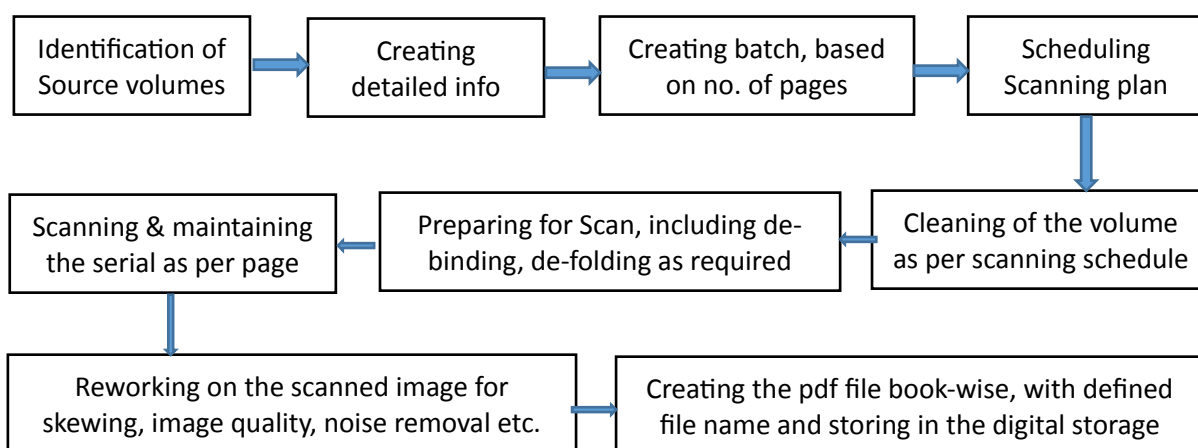 Identification of
Source volumes
Creating
detailed info
Creating batch, based
on no. of pages
Scheduling
Scanning plan
Cleaning of the volume
as per scanning schedule
Preparing for Scan, including de-
binding, de-folding as required
Scanning & maintaining
the serial as per page
Reworking on the scanned image for
skewing, image quality, noise removal etc.
Creating the pdf file book-wise, with defined
file name and storing in the digital storage